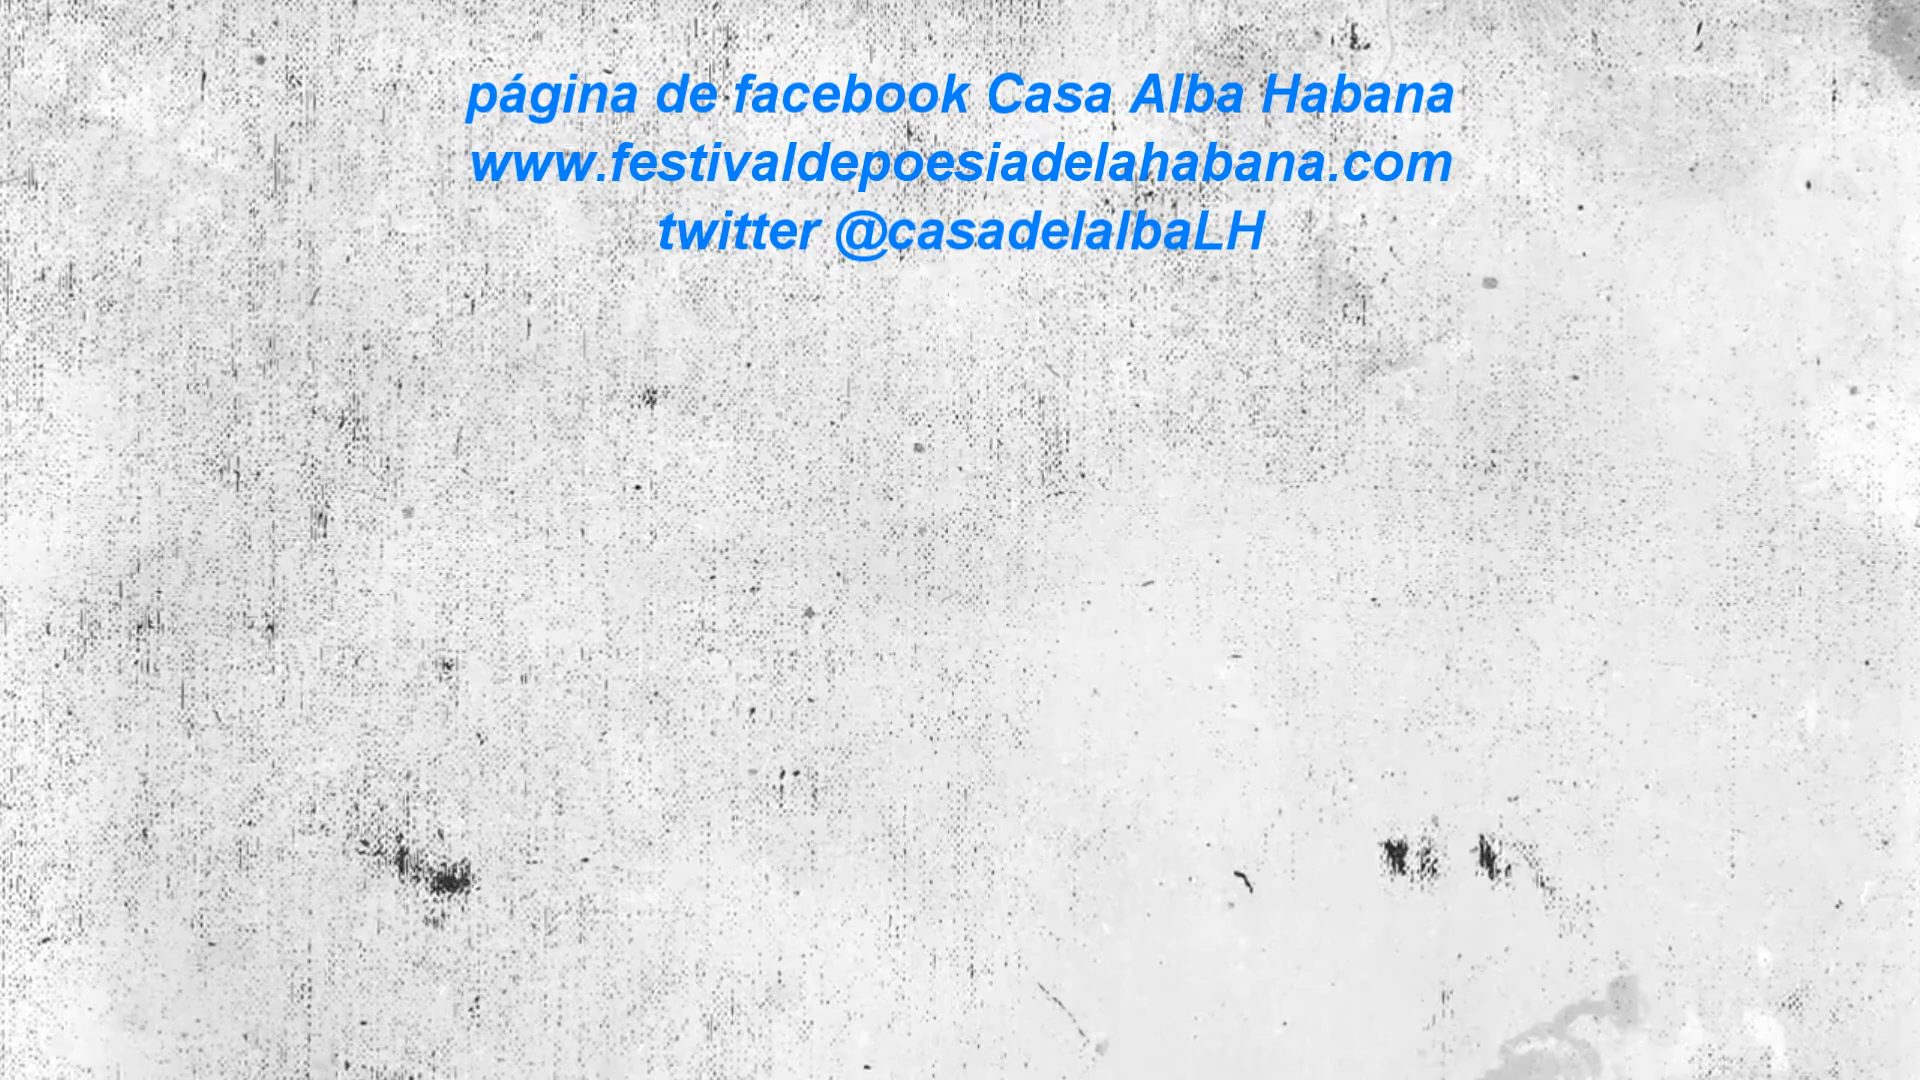 página de facebook Casa Alba Habana
www.festivaldepoesiadelahabana.com
twitter @casadelalbaLH